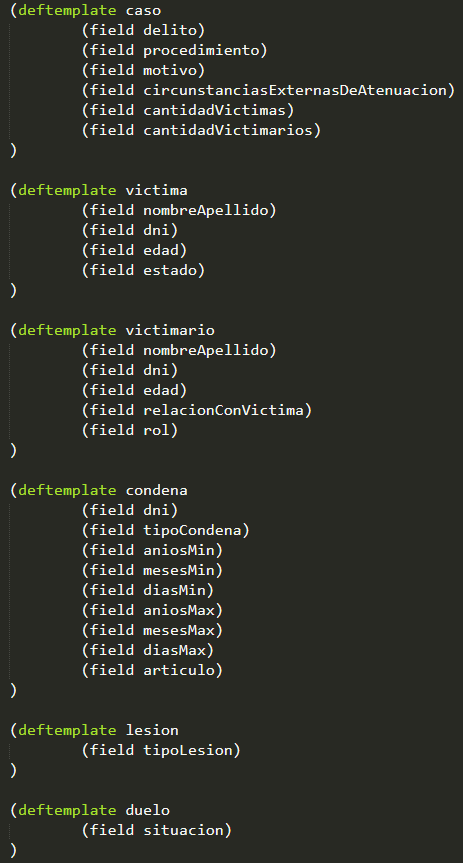 (deftemplate caso
(field delito)
(field procedimiento)
(field motivo)
(field circunstanciasExternasDeAtenuacion)
(field cantidadVictimas)
(field cantidadVictimarios)
)
(deftemplate victima
(field nombreApellido)
(field dni)
(field edad)
(field estado)
)
(deftemplate victimario
(field nombreApellido)
(field dni)
(field edad)
(field relacionConVictima)
(field rol)
)
(deftemplate condena
(field dni)
(field tipoCondena)
(field aniosMin)
(field mesesMin)
(field diasMin)
(field aniosMax)
(field mesesMax)
(field diasMax)
(field articulo)
)
(deftemplate lesion
(field tipoLesion)
)
(deftemplate duelo
(field situacion)
)